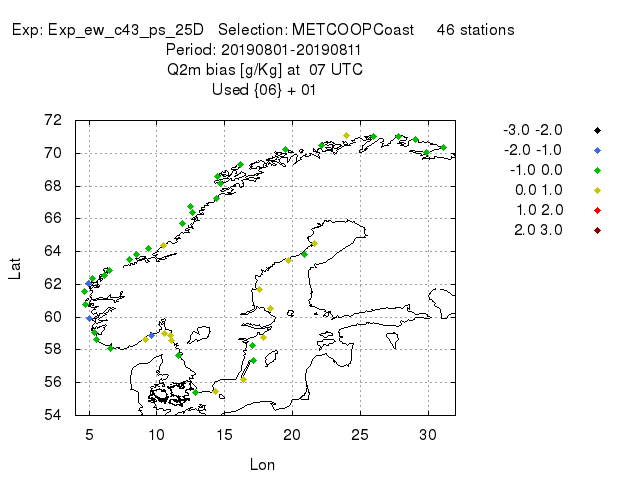 Exp: Exp_ew_c43_ps_25D   Selection: METCOOPCoast     46 stations
Period: 20190801-20190811
Q2m bias [g/Kg] at  07 UTC
Used {06} + 01
72
70
68
66
64
62
60
58
56
54
Lat
5 10 15 20 25 30
Lon
-3.0 -2.0
-2.0 -1.0
-1.0 0.0
0.0 1.0
1.0 2.0
2.0 3.0